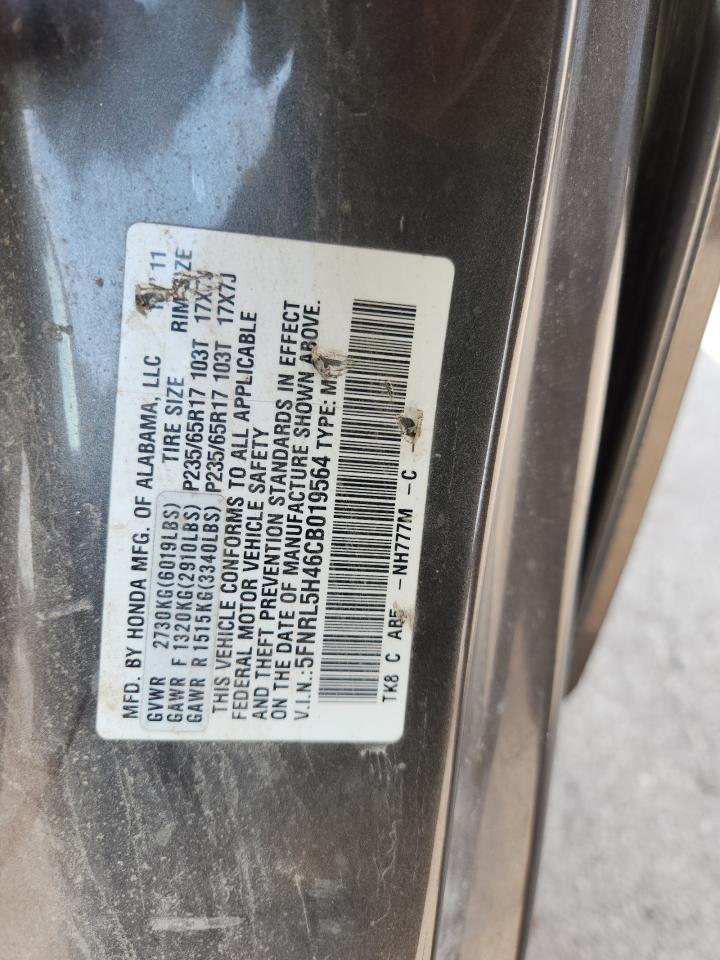 MFD. BY HONDA MFG. OF ALABAMA, LLC 11
GVWR 2730KG(6019LBS) TIRE SIZE RIM SIZE
GAWR F 1320KG(2910LBS) P235/65R17 103T 17X7J
GAWR R 1515KG(3340LBS) P235/65R17 103T 17X7J
THIS VEHICLE CONFORMS TO ALL APPLICABLE
FEDERAL MOTOR VEHICLE SAFETY
AND THEFT PREVENTION STANDARDS IN EFFECT
ON THE DATE OF MANUFACTURE SHOWN ABOVE.
V.I.N.:5FNRL5H46CB019564 TYPE:
TK8 C -NH777M -C